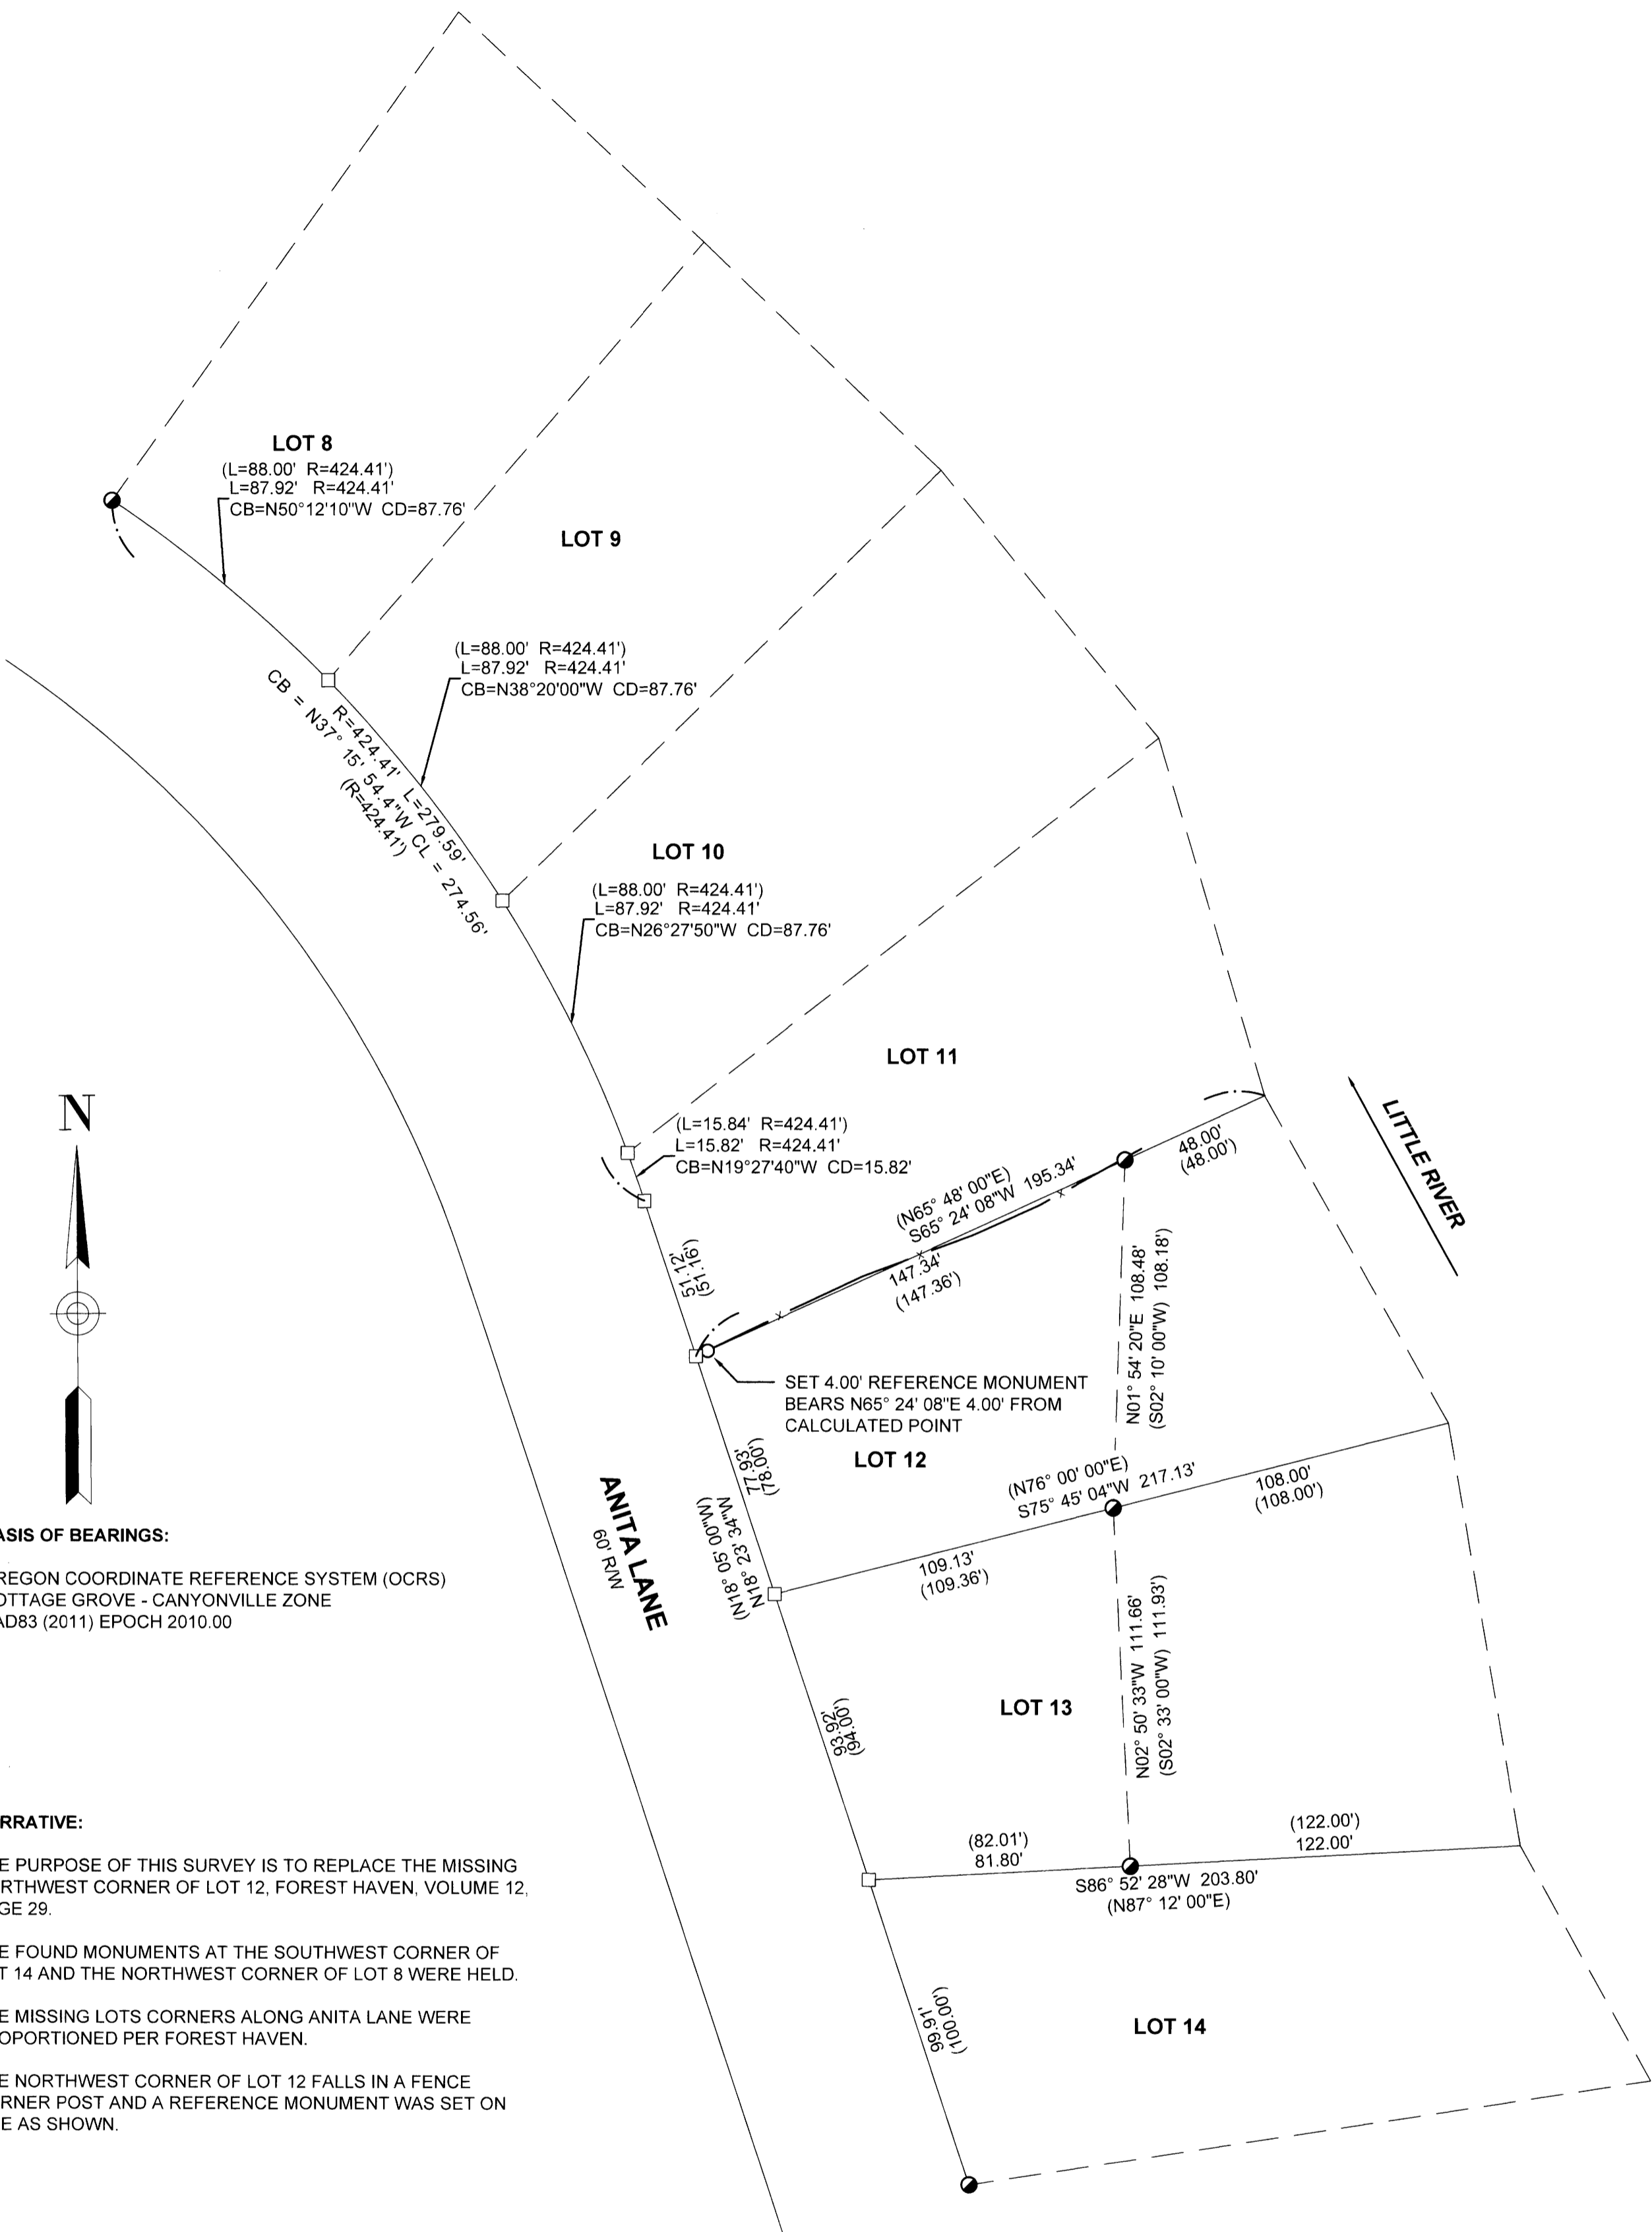 LOT 8
(L=88.00' R=424.41')
L=87.92' R=424.41'
CB=N50°12'10"W CD=87.76'
LOT 9
(L=88.00' R=424.41')
L=87.92' R=424.41'
CB=N38°20'00"W CD=87.76'
R=424.41' L=279.59'
CB = N37° 15' 54.4"W CL = 274.56'
(R=424.41')
LOT 10
(L=88.00' R=424.41')
L=87.92' R=424.41'
CB=N26°27'50"W CD=87.76'
LOT 11
(L=15.84' R=424.41')
L=15.82' R=424.41'
CB=N19°27'40"W CD=15.82'
LITTLE RIVER
48.00'
(48.00')
(N65° 48' 00"E)
S65° 24' 08"W 195.34'
147.34'
(147.36')
51.12'
(51.16')
N01° 54' 20"E 108.48'
(S02° 10' 00"W) 108.18')
SET 4.00' REFERENCE MONUMENT
BEARS N65° 24' 08"E 4.00' FROM
CALCULATED POINT
LOT 12
77.93'
(78.00')
(N18° 05' 00"W)
N18° 23' 34"W
(N76° 00' 00"E)
S75° 45' 04"W 217.13'
108.00'
(108.00')
109.13'
(109.36')
ANITA LANE
60' R/W
N
ASIS OF BEARINGS:
REGON COORDINATE REFERENCE SYSTEM (OCRS)
OTTAGE GROVE - CANYONVILLE ZONE
AD83 (2011) EPOCH 2010.00
LOT 13
N02° 50' 33"W 111.66'
(S02° 33' 00"W) 111.93')
93.92'
(94.00')
(82.01')
81.80'
(122.00')
122.00'
S86° 52' 28"W 203.80'
(N87° 12' 00"E)
LOT 14
99.91'
(100.00')
RRATIVE:
E PURPOSE OF THIS SURVEY IS TO REPLACE THE MISSING
RTHWEST CORNER OF LOT 12, FOREST HAVEN, VOLUME 12,
GE 29.
E FOUND MONUMENTS AT THE SOUTHWEST CORNER OF
T 14 AND THE NORTHWEST CORNER OF LOT 8 WERE HELD.
E MISSING LOTS CORNERS ALONG ANITA LANE WERE
OPORTIONED PER FOREST HAVEN.
E NORTHWEST CORNER OF LOT 12 FALLS IN A FENCE
RNER POST AND A REFERENCE MONUMENT WAS SET ON
E AS SHOWN.